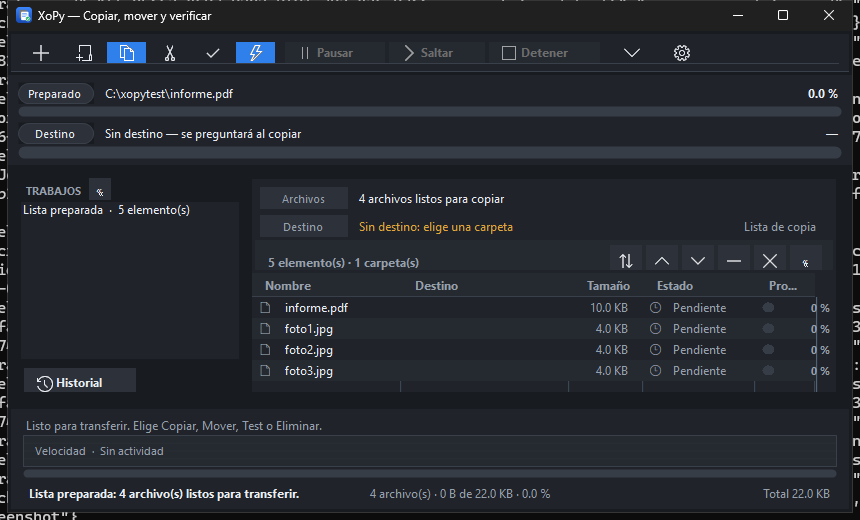 XoPy — Copiar, mover y verificar
Pausar
Saltar
Detener
Preparado C:\xopytest\informe.pdf 0.0 %
Destino Sin destino — se preguntará al copiar —
TRABAJOS
Lista preparada · 5 elemento(s)
Historial
Archivos 4 archivos listos para copiar
Destino Sin destino: elige una carpeta Lista de copia
5 elemento(s) · 1 carpeta(s)
Nombre Destino Tamaño Estado Pro...
informe.pdf 10.0 KB Pendiente 0 %
foto1.jpg 4.0 KB Pendiente 0 %
foto2.jpg 4.0 KB Pendiente 0 %
foto3.jpg 4.0 KB Pendiente 0 %
Listo para transferir. Elige Copiar, Mover, Test o Eliminar.
Velocidad · Sin actividad
Lista preparada: 4 archivo(s) listos para transferir. 4 archivo(s) · 0 B de 22.0 KB · 0.0 % Total 22.0 KB
eenshot"}